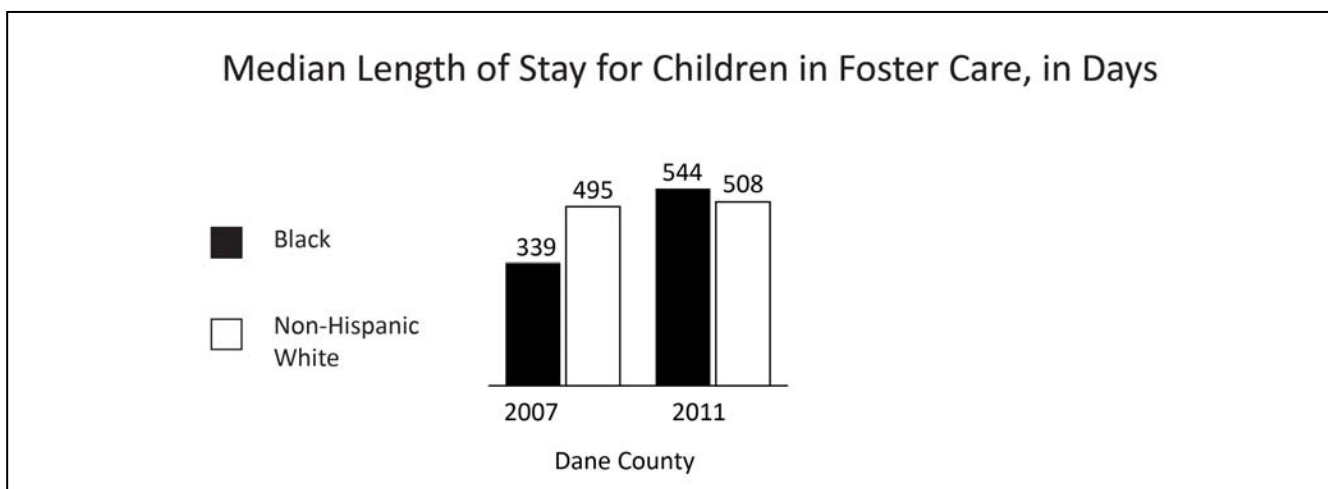 Median Length of Stay for Children in Foster Care, in Days
544
508
495
339
Black
Non-Hispanic
White
2007
2011
Dane County